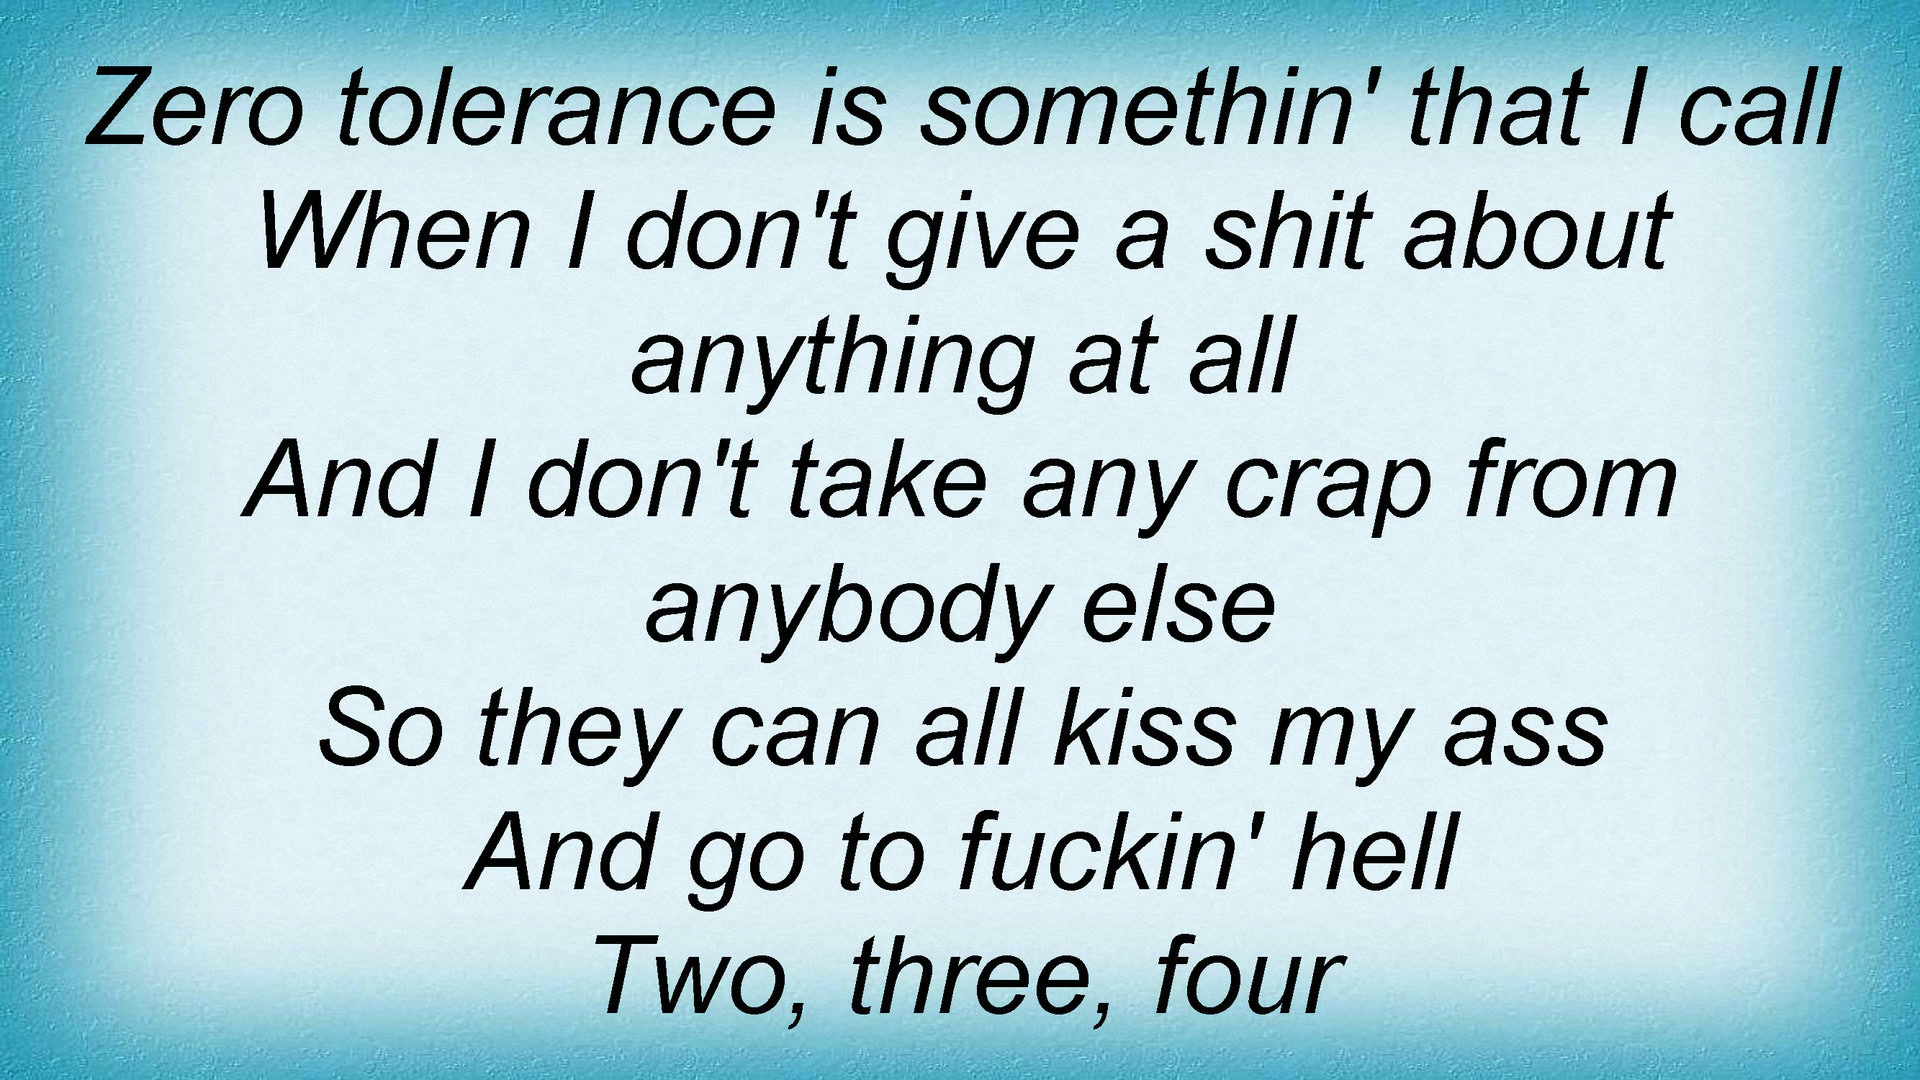 Zero tolerance is somethin' that I call
When I don't give a shit about
anything at all
And I don't take any crap from
anybody else
So they can all kiss my ass
And go to fuckin' hell
Two, three, four